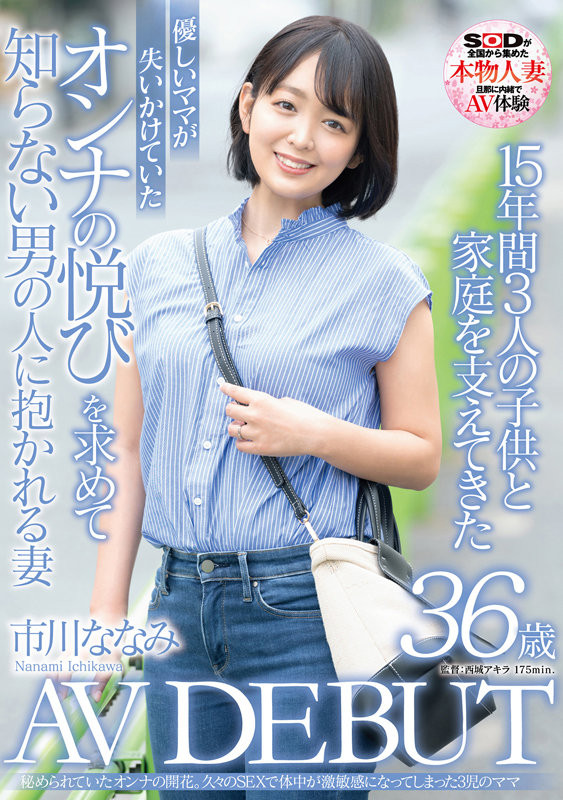 SODが
全国から集めた
本物人妻
旦那に内緒で
AV体験
15年間3人の子供と
家庭を支えてきた
優しいママが
失いかけていた
オンナの悦びを求めて
知らない男の人に抱かれる妻
36歳
監督:西城アキラ 175min.
市川ななみ
Nanami Ichikawa
AV DEBUT
秘められていたオンナの開花。久々のSEXで体中が激敏感になってしまった3児のママ